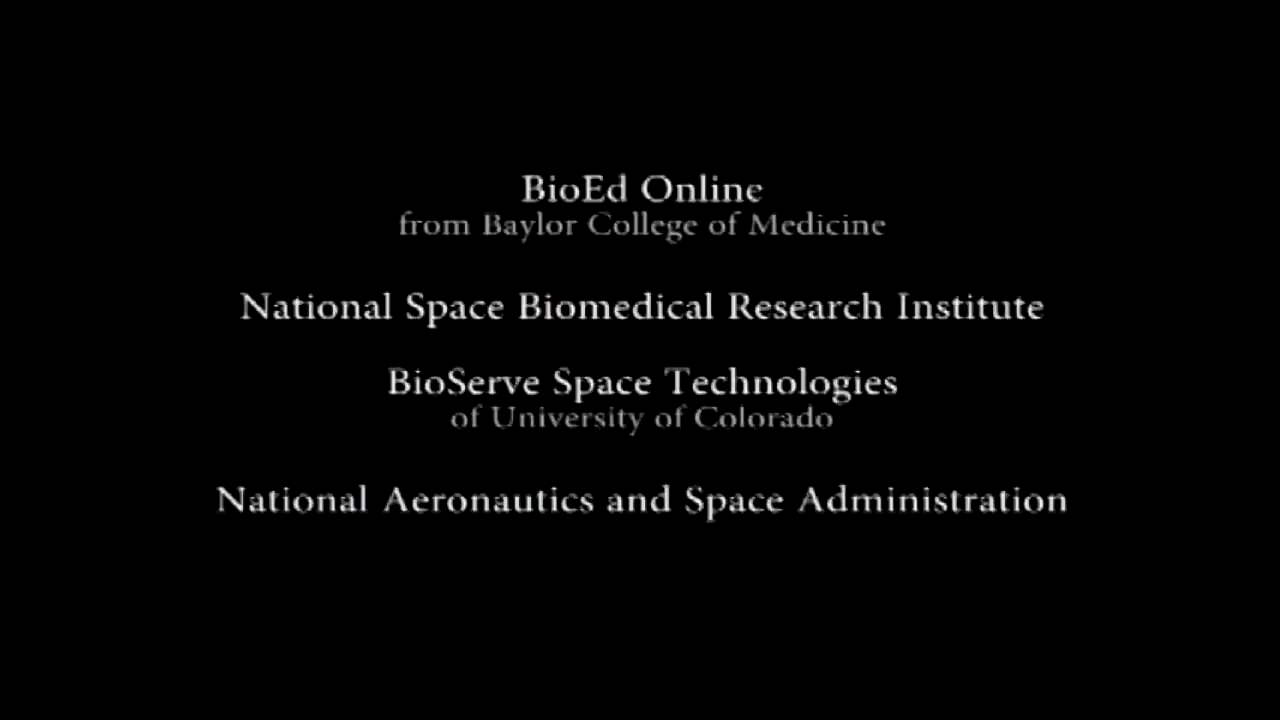 BioEd Online
from Baylor College of Medicine
National Space Biomedical Research Institute
BioServe Space Technologies
of University of Colorado
National Aeronautics and Space Administration